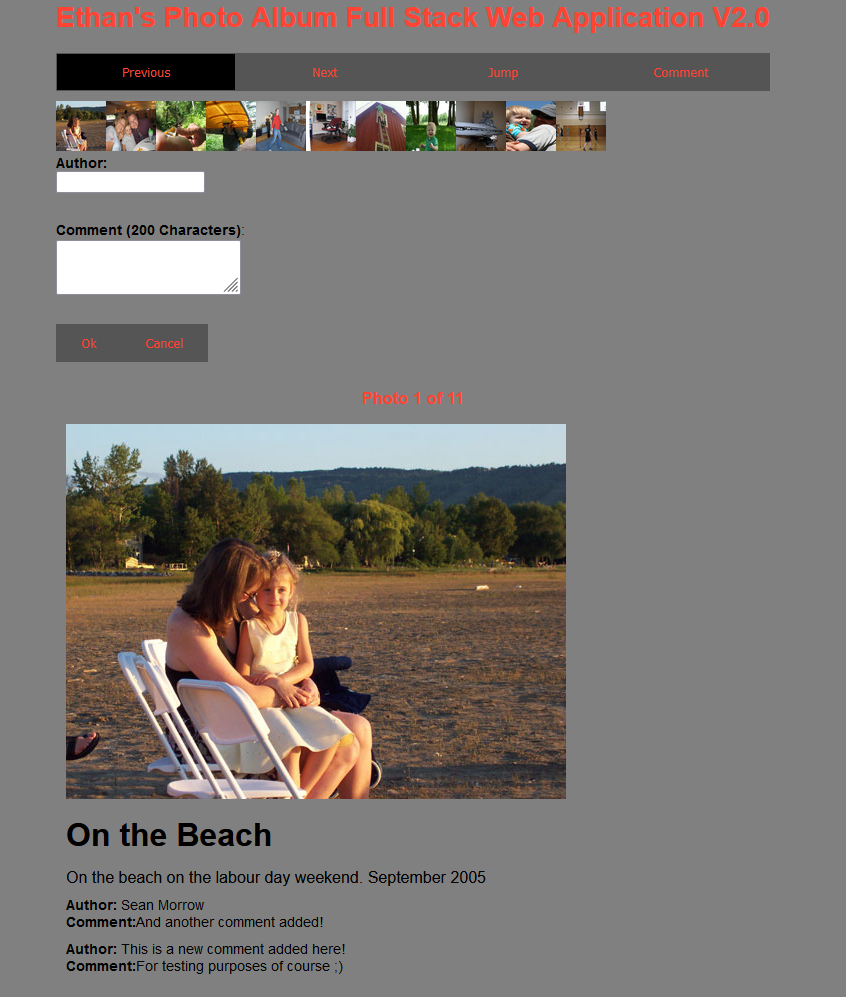 Ethan's Photo Album Full Stack Web Application V2.0
Previous Next Jump Comment
Author:
Comment (200 Characters):
Ok Cancel
Photo 1 of 11
On the Beach
On the beach on the labour day weekend. September 2005
Author: Sean Morrow
Comment:And another comment added!
Author: This is a new comment added here!
Comment:For testing purposes of course ;)